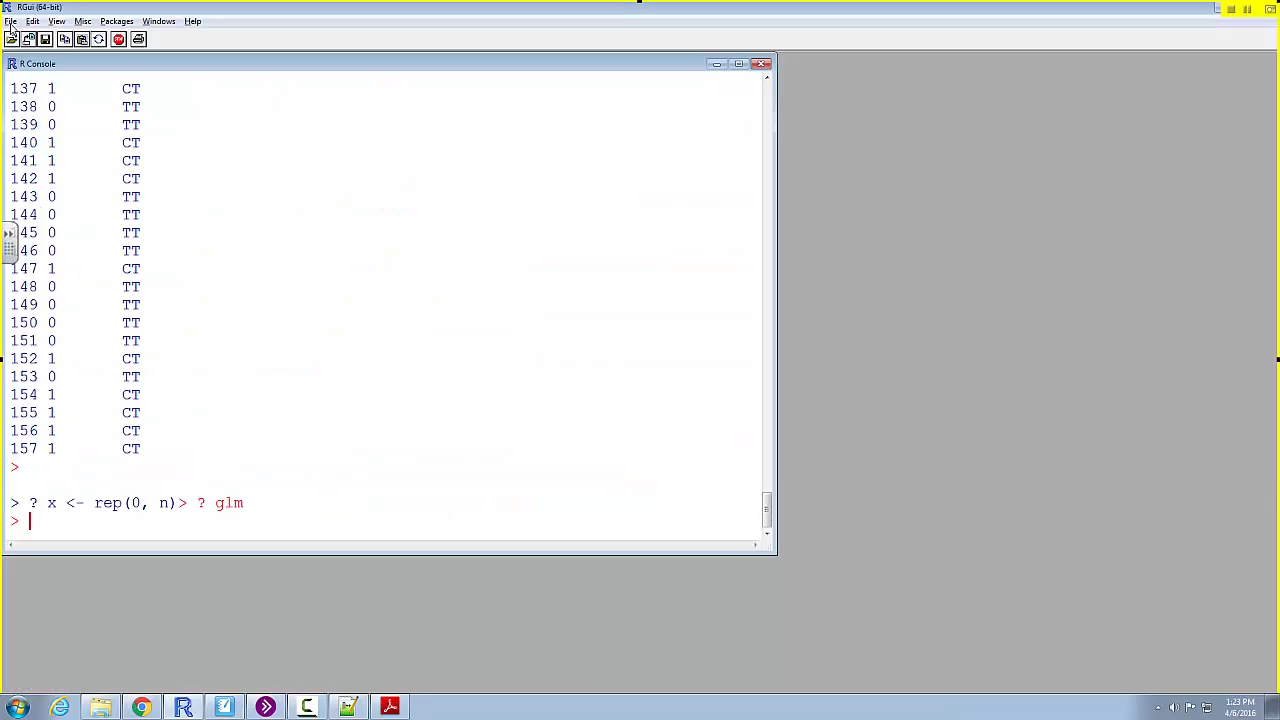 RGui (64-bit)
File Edit View Misc Packages Windows Help
STOP
R Console
137 1 CT
138 0 TT
139 0 TT
140 1 CT
141 1 CT
142 1 CT
143 0 TT
144 0 TT
45 0 TT
46 0 TT
147 1 CT
148 0 TT
149 0 TT
150 0 TT
151 0 TT
152 1 CT
153 0 TT
154 1 CT
155 1 CT
156 1 CT
157 1 CT
>
> ? x <- rep(0, n)> ? glm
>
1:23 PM
4/6/2016